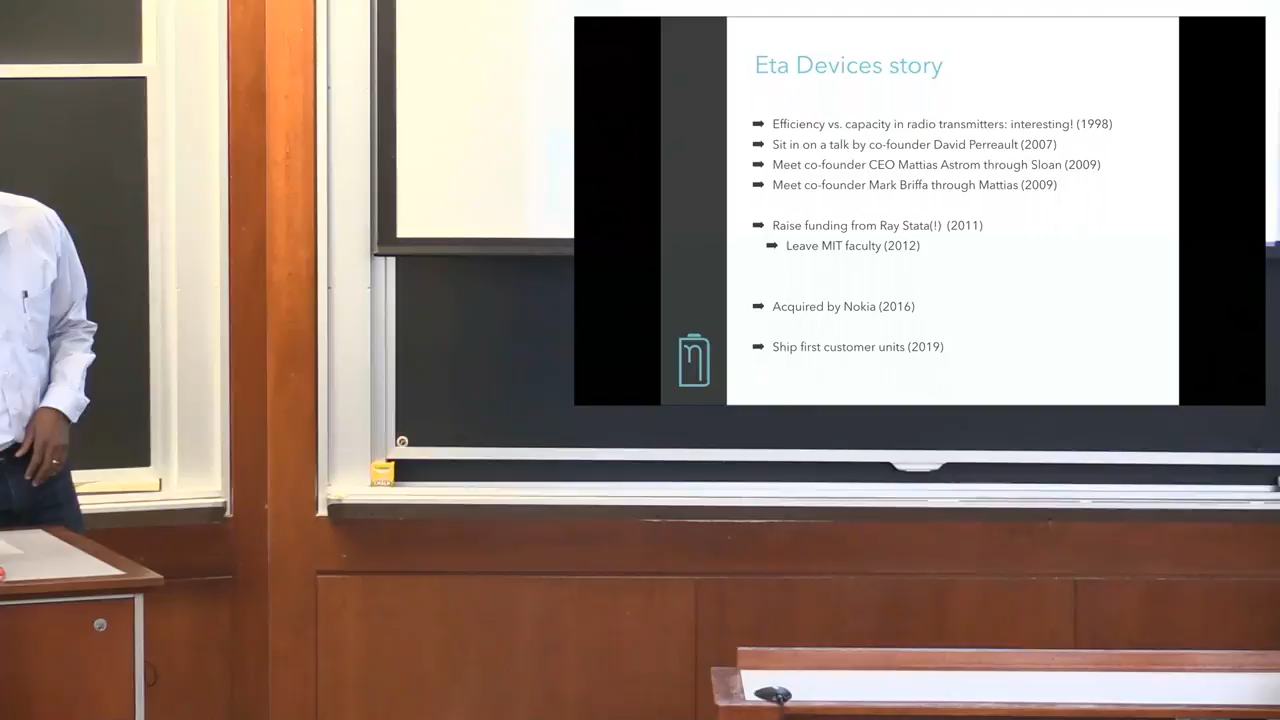 Eta Devices story
➡ Efficiency vs. capacity in radio transmitters: interesting! (1998)
➡ Sit in on a talk by co-founder David Perreault (2007)
➡ Meet co-founder CEO Mattias Astrom through Sloan (2009)
➡ Meet co-founder Mark Briffa through Mattias (2009)
➡ Raise funding from Ray Stata(!) (2011)
➡ Leave MIT faculty (2012)
➡ Acquired by Nokia (2016)
➡ Ship first customer units (2019)
η